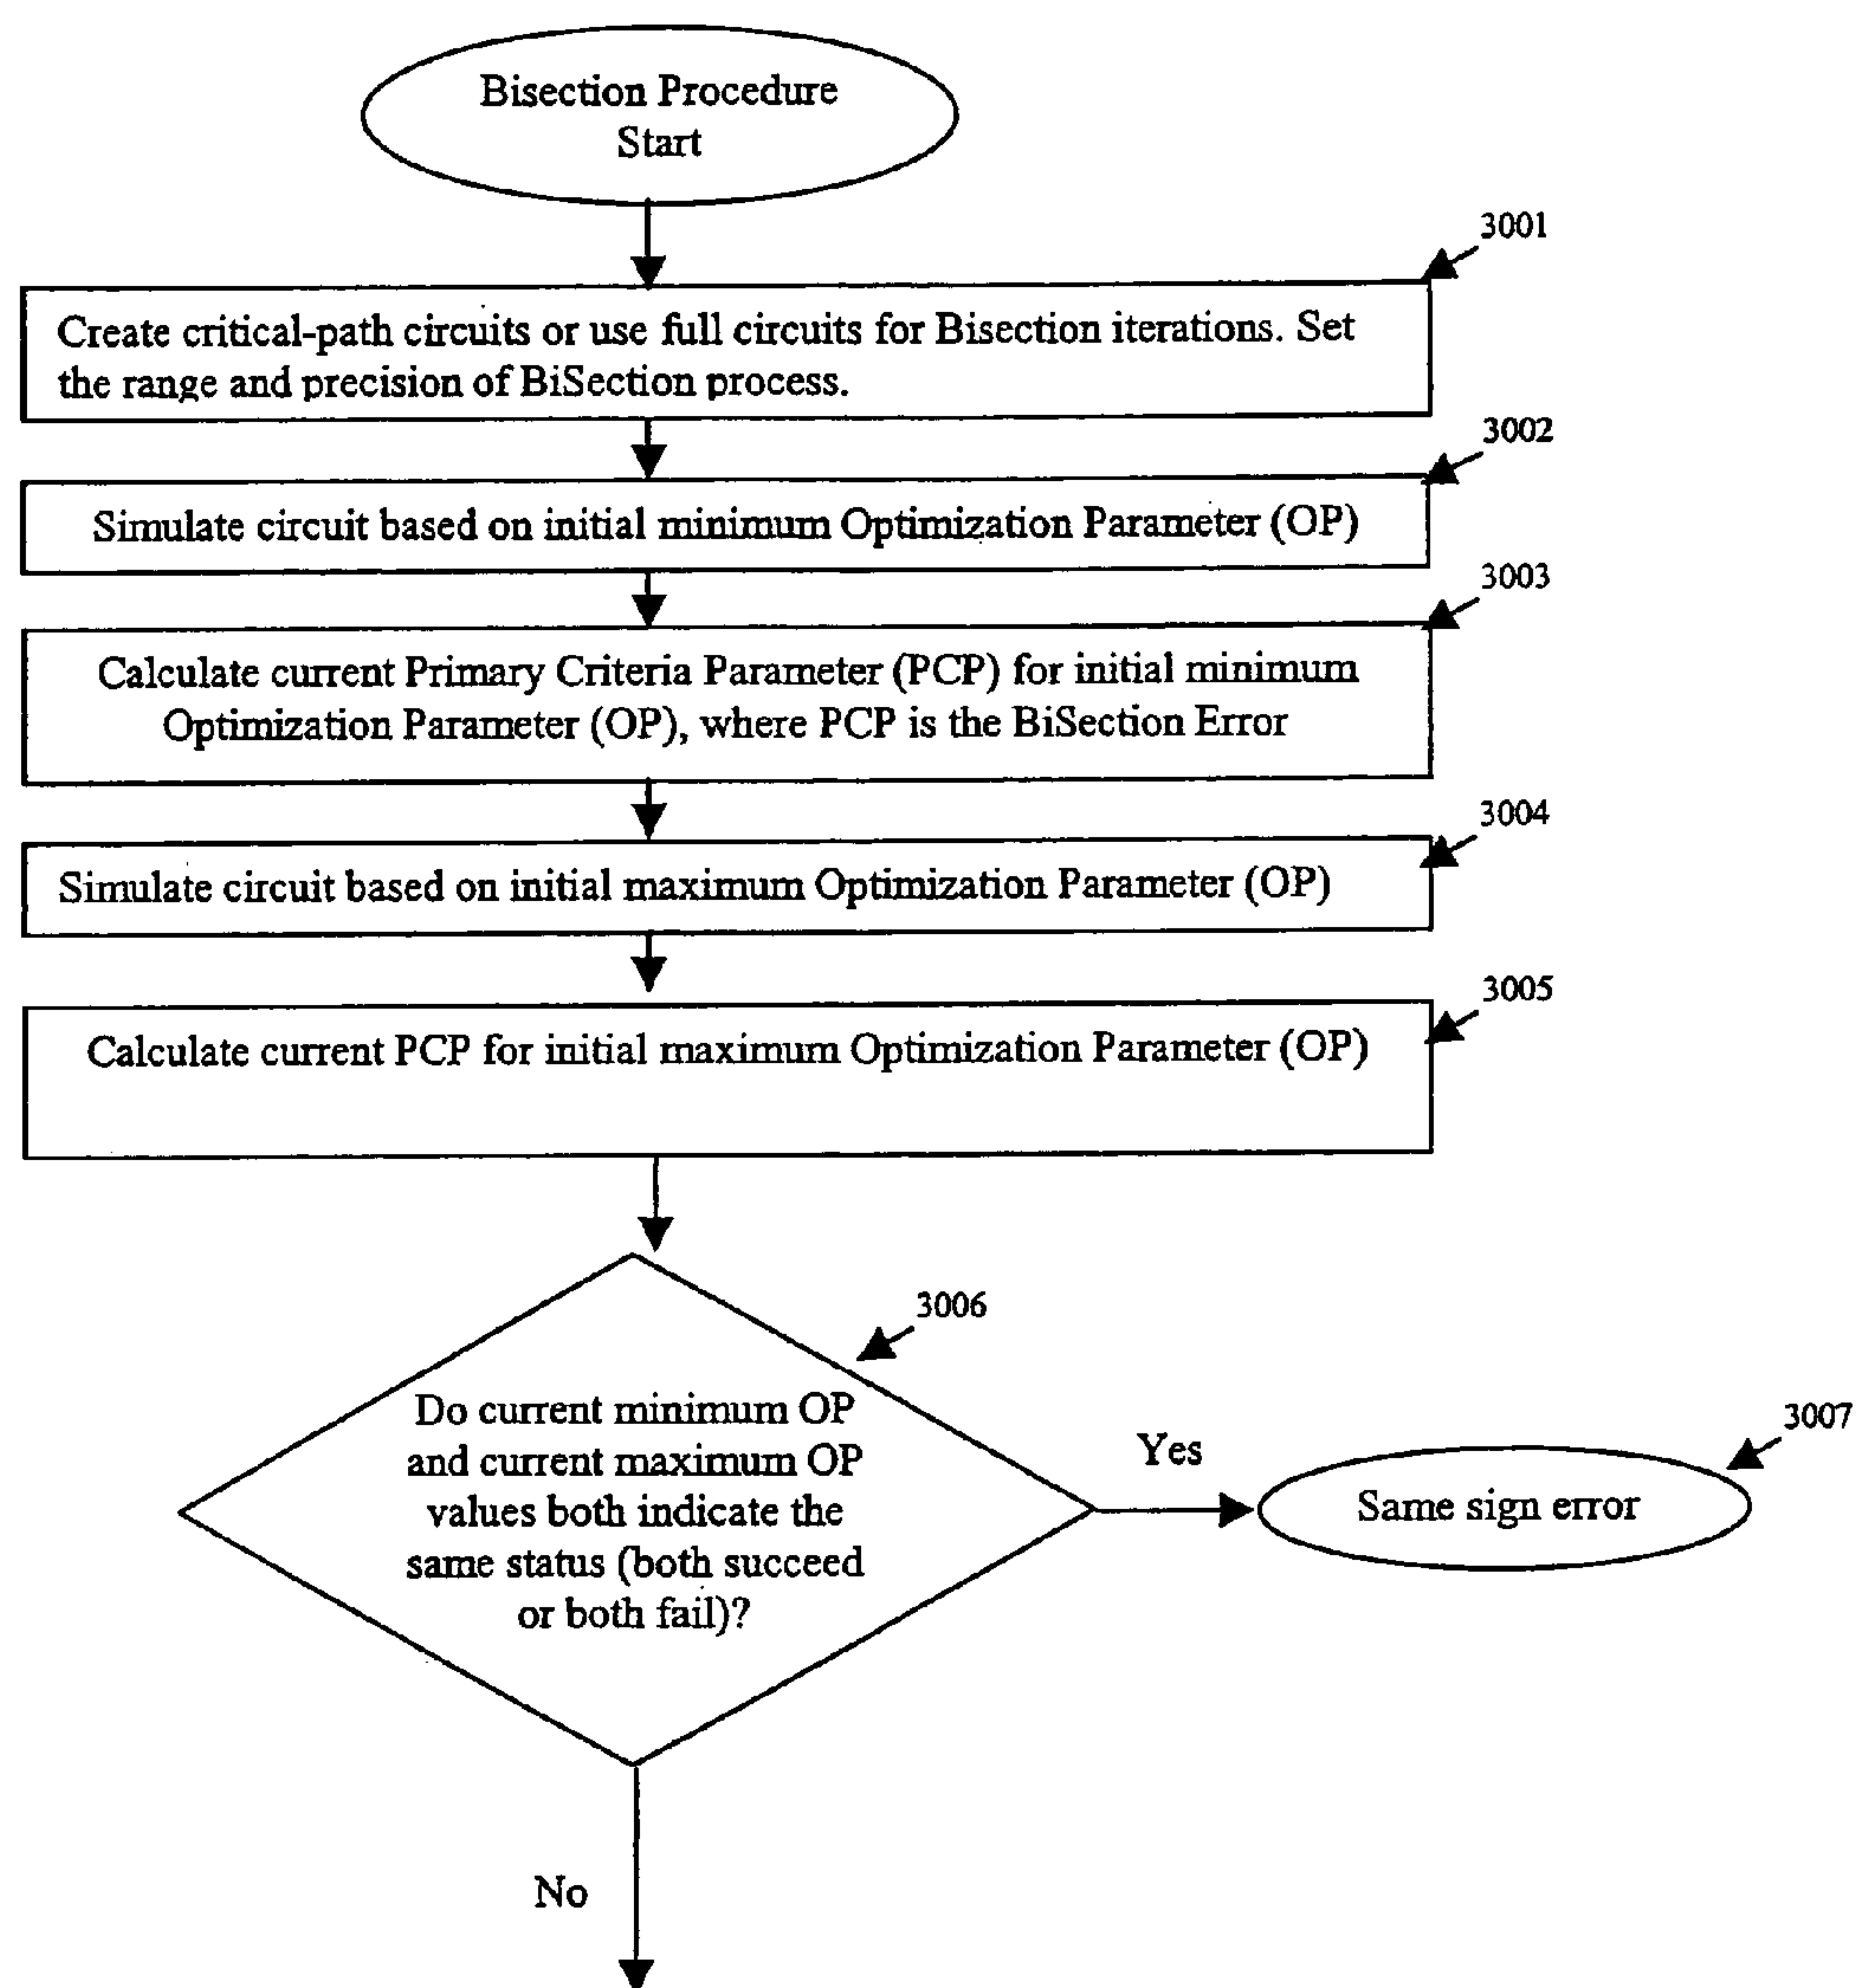 Bisection Procedure
Start
3001
Create critical-path circuits or use full circuits for Bisection iterations. Set
the range and precision of BiSection process.
3002
Simulate circuit based on initial minimum Optimization Parameter (OP)
3003
Calculate current Primary Criteria Parameter (PCP) for initial minimum
Optimization Parameter (OP), where PCP is the BiSection Error
3004
Simulate circuit based on initial maximum Optimization Parameter (OP)
3005
Calculate current PCP for initial maximum Optimization Parameter (OP)
3006
Do current minimum OP
and current maximum OP
values both indicate the
same status (both succeed
or both fail)?
Yes
3007
Same sign error
No